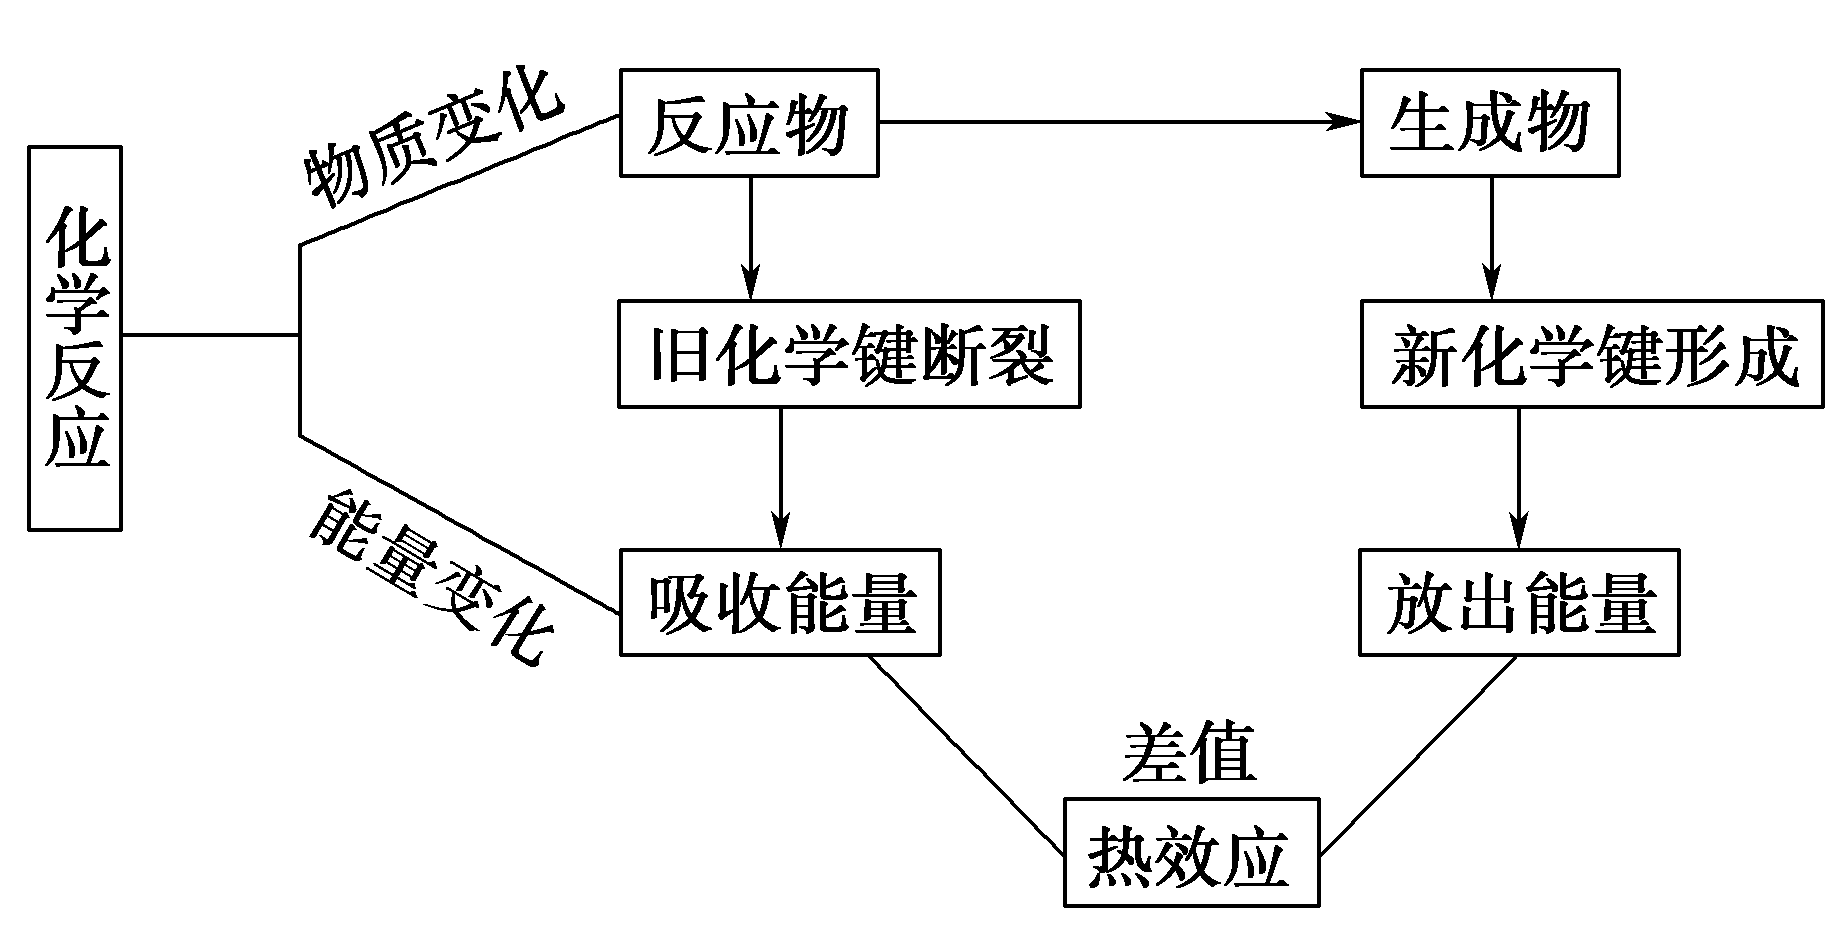 物质变化
反应物
生成物
化学反应
旧化学键断裂
新化学键形成
能量变化
吸收能量
放出能量
差值
热效应